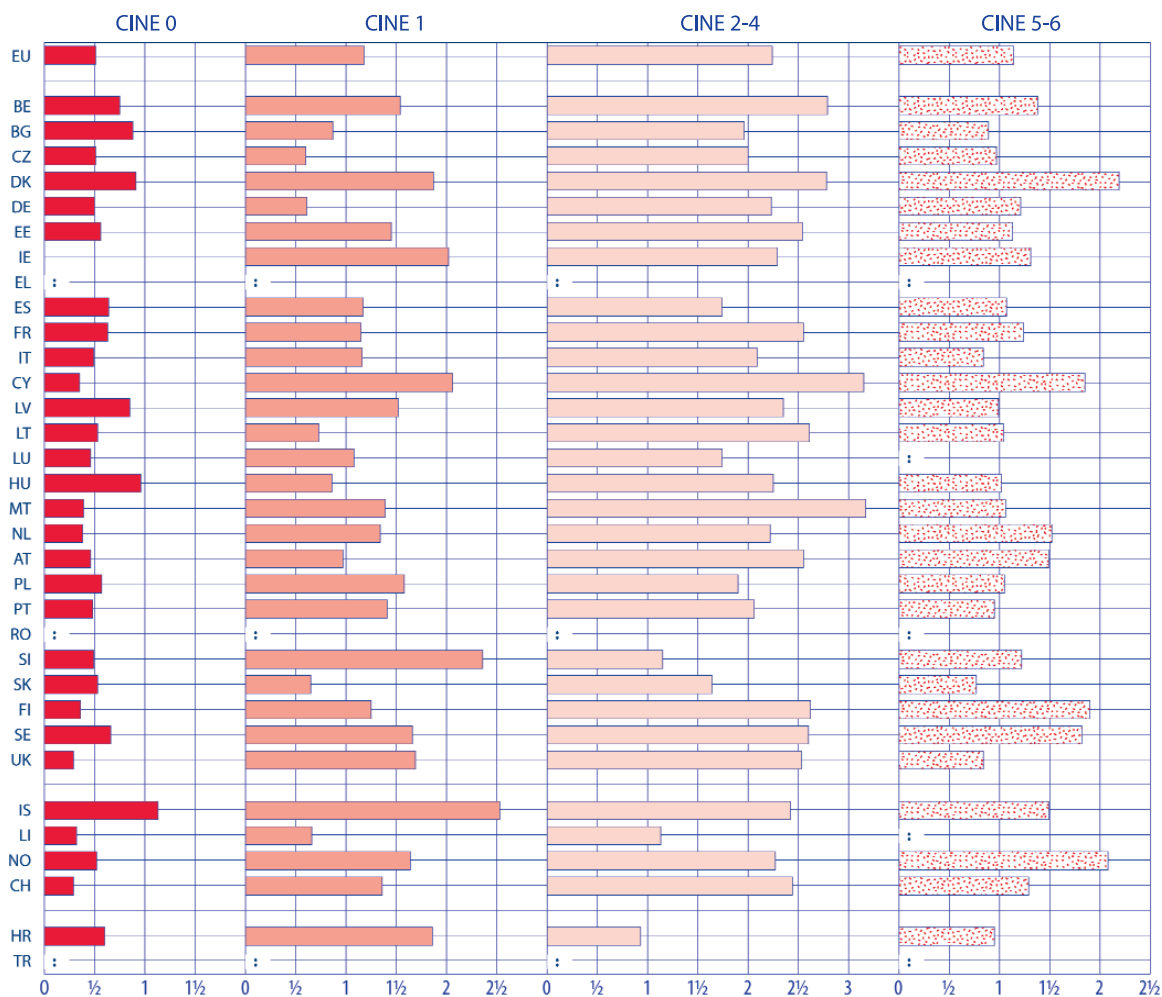 CINE 0 CINE 1 CINE 2-4 CINE 5-6
EU
BE
BG
CZ
DK
DE
EE
IE
EL : : : :
ES
FR
IT
CY
LV
LT
LU :
HU
MT
NL
AT
PL
PT
RO : : : :
SI
SK
FI
SE
UK
IS
LI :
NO
CH
HR
TR : : : :
0 ½ 1 1½ 0 ½ 1 1½ 2 2½ 0 ½ 1 1½ 2 2½ 3 0 ½ 1 1½ 2 2½